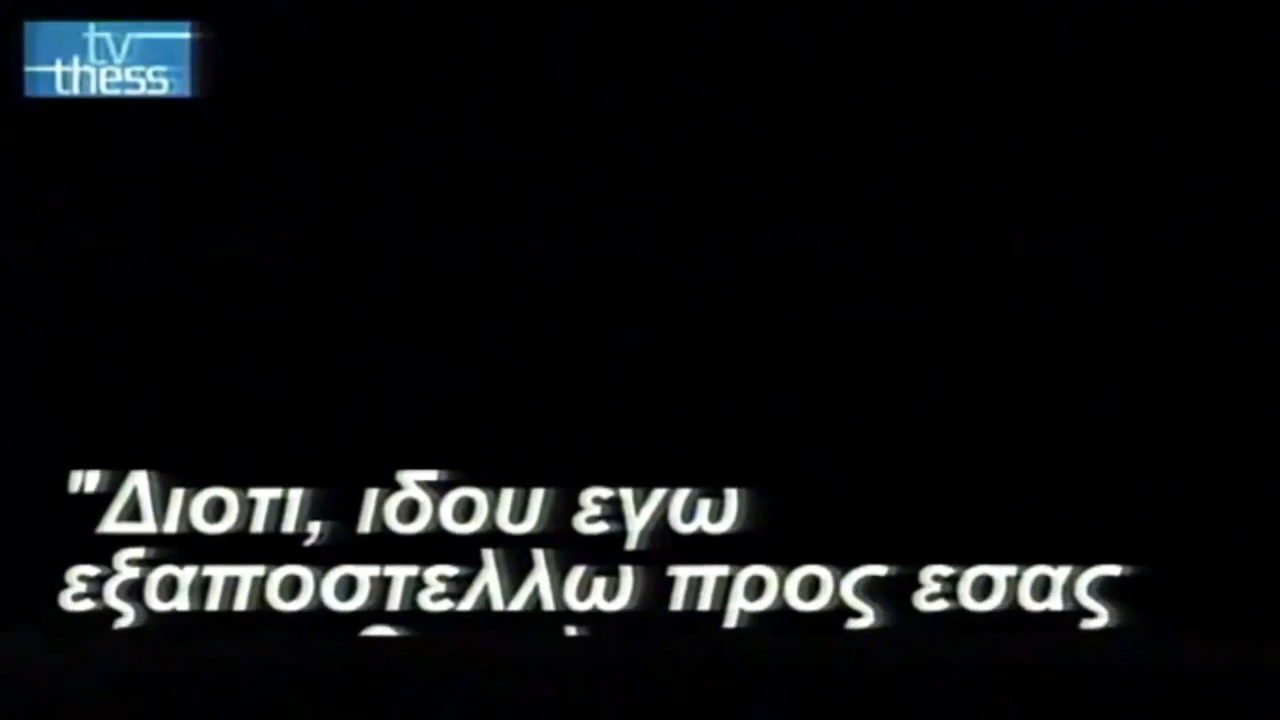 tv
thess
"Διοτι, ιδου εγω
εξαποστελλω προς εσας